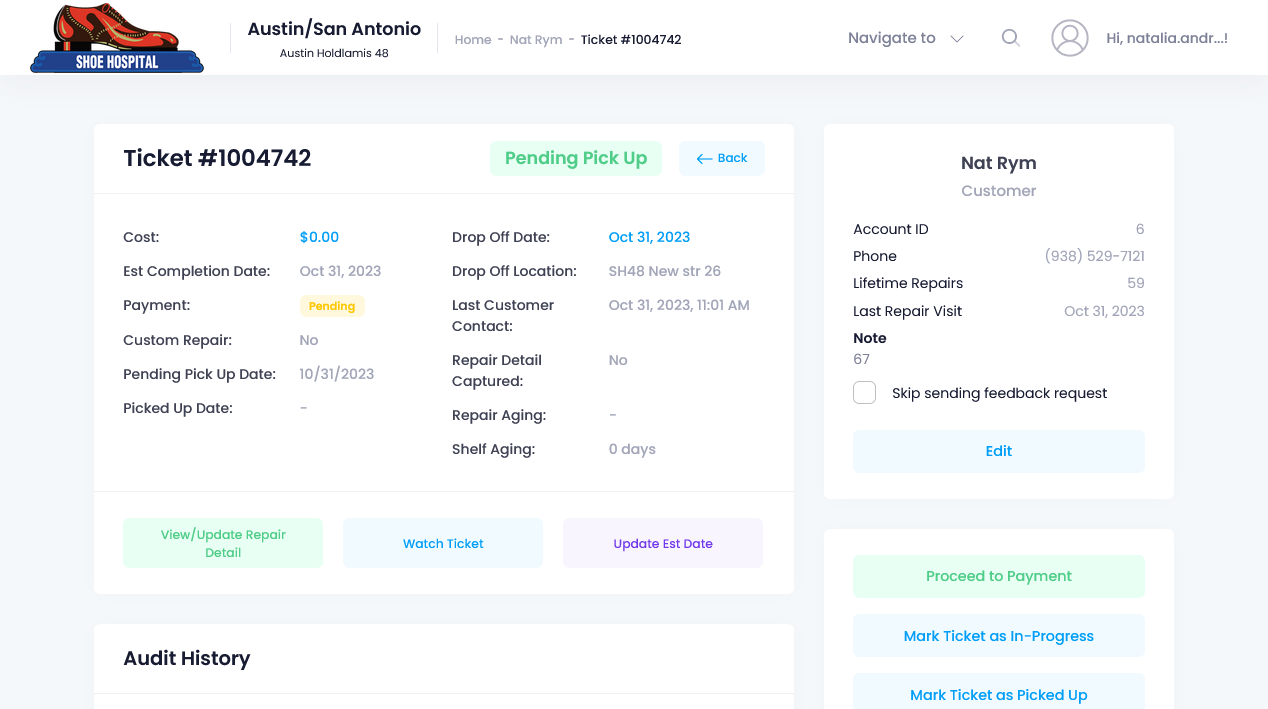 SHOE HOSPITAL
Austin/San Antonio
Austin Holdlamis 48
Home - Nat Rym - Ticket #1004742
Navigate to
Hi, natalia.andr...!
Ticket #1004742
Pending Pick Up
Back
Cost: $0.00
Est Completion Date: Oct 31, 2023
Payment: Pending
Custom Repair: No
Pending Pick Up Date: 10/31/2023
Picked Up Date: -
Drop Off Date: Oct 31, 2023
Drop Off Location: SH48 New str 26
Last Customer Oct 31, 2023, 11:01 AM
Contact:
Repair Detail No
Captured:
Repair Aging: -
Shelf Aging: 0 days
View/Update Repair
Detail
Watch Ticket
Update Est Date
Audit History
Nat Rym
Customer
Account ID 6
Phone (938) 529-7121
Lifetime Repairs 59
Last Repair Visit Oct 31, 2023
Note
67
Skip sending feedback request
Edit
Proceed to Payment
Mark Ticket as In-Progress
Mark Ticket as Picked Up